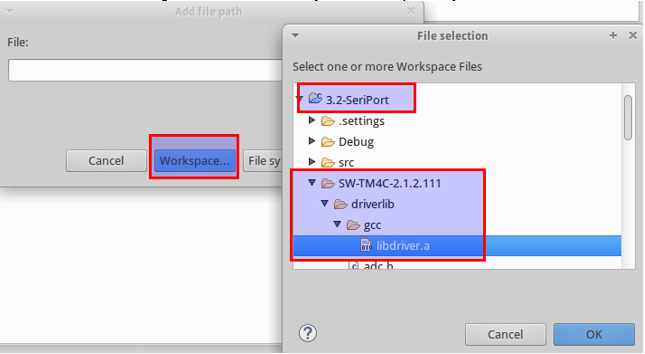 Add file path
File:
Cancel
Workspace...
File sy
File selection
Select one or more Workspace Files
3.2-SeriPort
.settings
Debug
src
SW-TM4C-2.1.2.111
driverlib
gcc
libdriver.a
adc.h
Cancel
OK